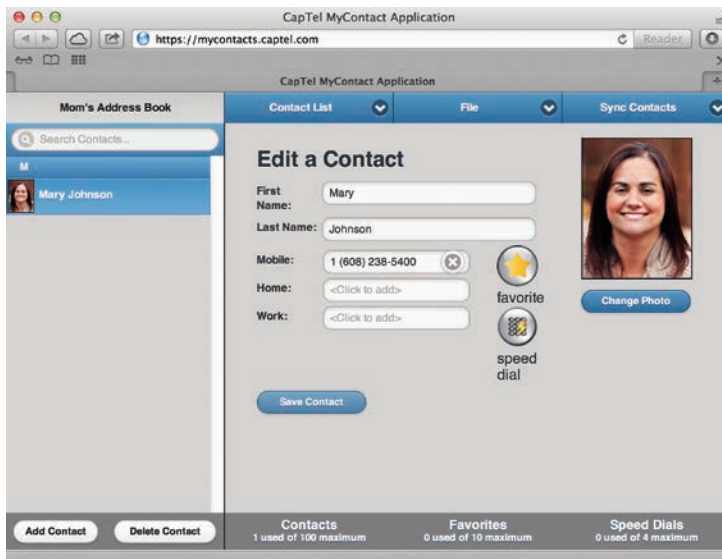 CapTel MyContact Application
https://mycontacts.captel.com
Reader
CapTel MyContact Application
Mom's Address Book
Contact List
File
Sync Contacts
Search Contacts...
M
Mary Johnson
Edit a Contact
First
Name:
Mary
Last Name:
Johnson
Mobile:
1 (608) 238-5400
Home:
<Click to add>
Work:
<Click to add>
favorite
speed
dial
Change Photo
Save Contact
Add Contact
Delete Contact
Contacts
1 used of 100 maximum
Favorites
0 used of 10 maximum
Speed Dials
0 used of 4 maximum